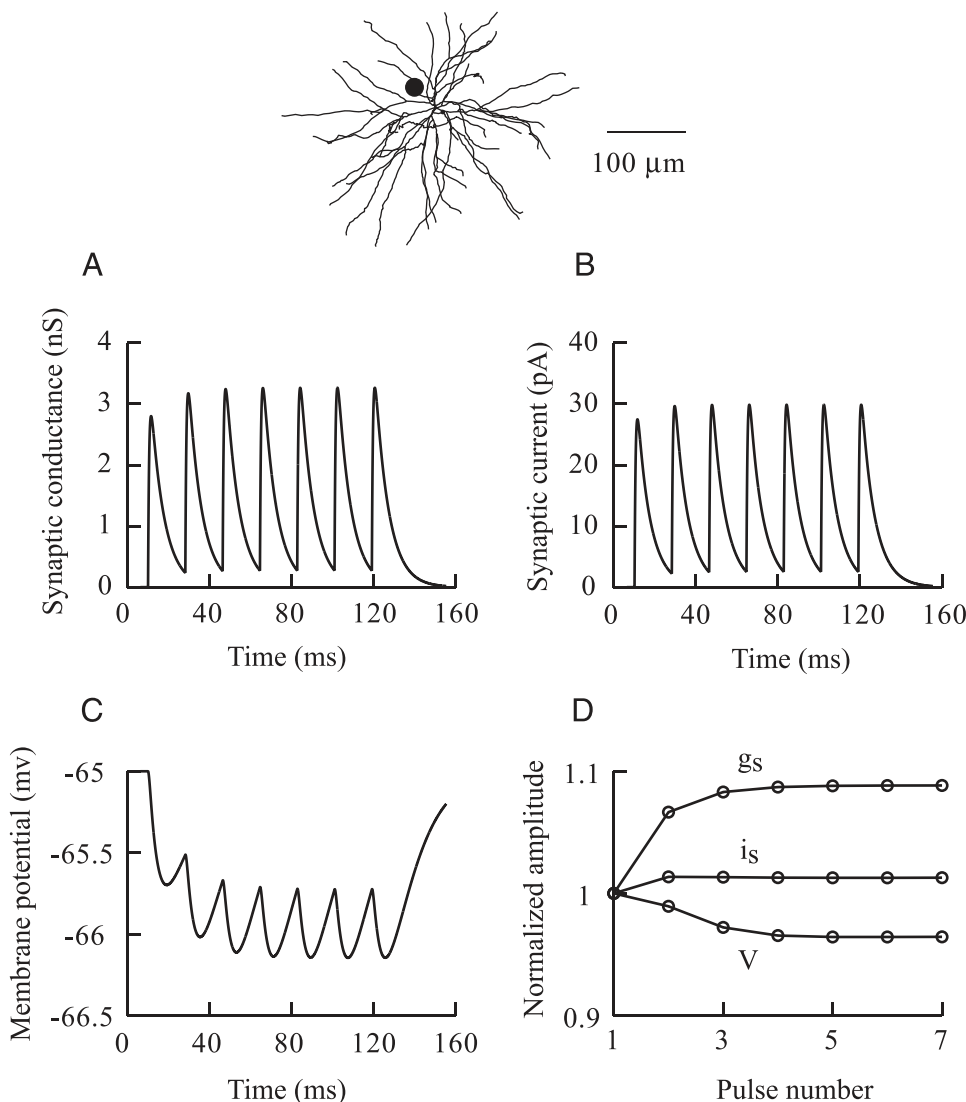 100 μm
A
B
Synaptic conductance (nS)
4
3
2
1
0
0 40 80 120 160
Time (ms)
Synaptic current (pA)
40
30
20
10
0
0 40 80 120 160
Time (ms)
C
D
Membrane potential (mv)
-65
-65.5
-66
-66.5
0 40 80 120 160
Time (ms)
Normalized amplitude
1.1
1
0.9
gs
is
V
1 3 5 7
Pulse number